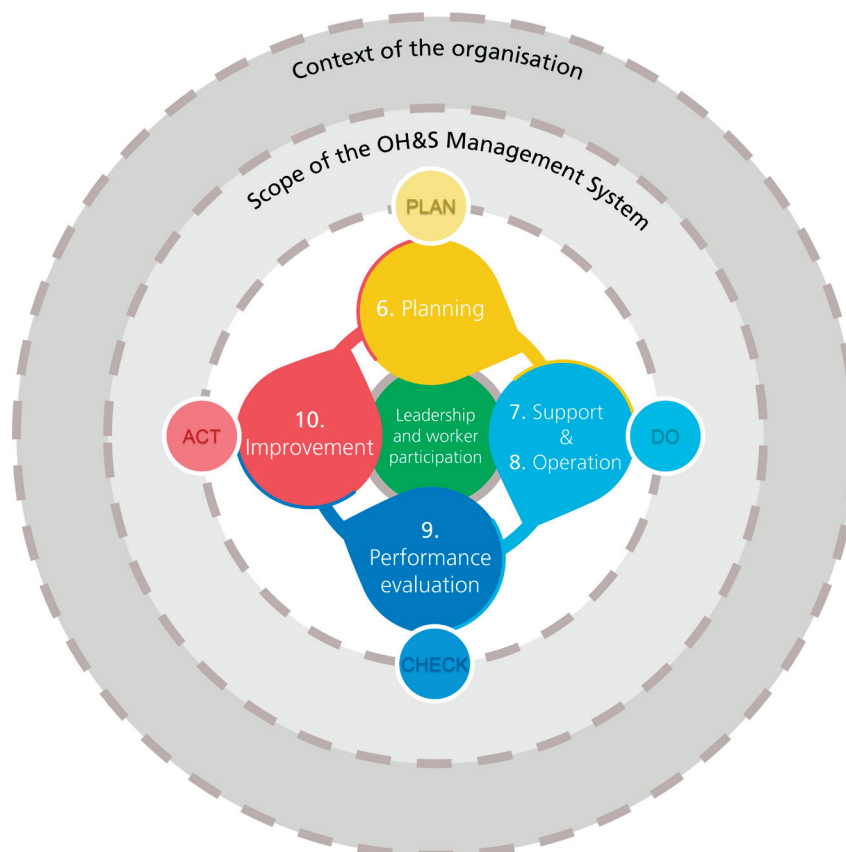 Context of the organisation
Scope of the OH&S Management System
PLAN
6. Planning
10.
Improvement
ACT
Leadership
and worker
participation
7. Support
&
8. Operation
DO
9.
Performance
evaluation
CHECK